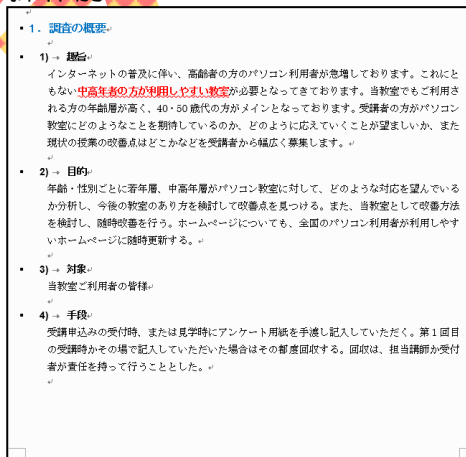 1．調査の概要
1) → 趣旨
インターネットの普及に伴い、高齢者の方のパソコン利用者が急増しております。これにと
もない中高年者の方が利用しやすい教室が必要となってきております。当教室でもご利用さ
れる方の年齢層が高く、40・50歳代の方がメインとなっております。受講者の方がパソコン
教室にどのようなことを期待しているのか、どのように応えていくことが望ましいか、また
現状の授業の改善点はどこかなどを受講者から幅広く募集します。
2) → 目的
年齢・性別ごとに若年層、中高年層がパソコン教室に対して、どのような対応を望んでいる
か分析し、今後の教室のあり方を検討して改善点を見つける。また、当教室として改善方法
を検討し、随時改善を行う。ホームページについても、全国のパソコン利用者が利用しやす
いホームページに随時更新する。
3) → 対象
当教室ご利用者の皆様
4) → 手段
受講申込みの受付時、または見学時にアンケート用紙を手渡し記入していただく。第1回目
の受講時かその場で記入していただいた場合はその都度回収する。回収は、担当講師か受付
者が責任を持って行うこととした。